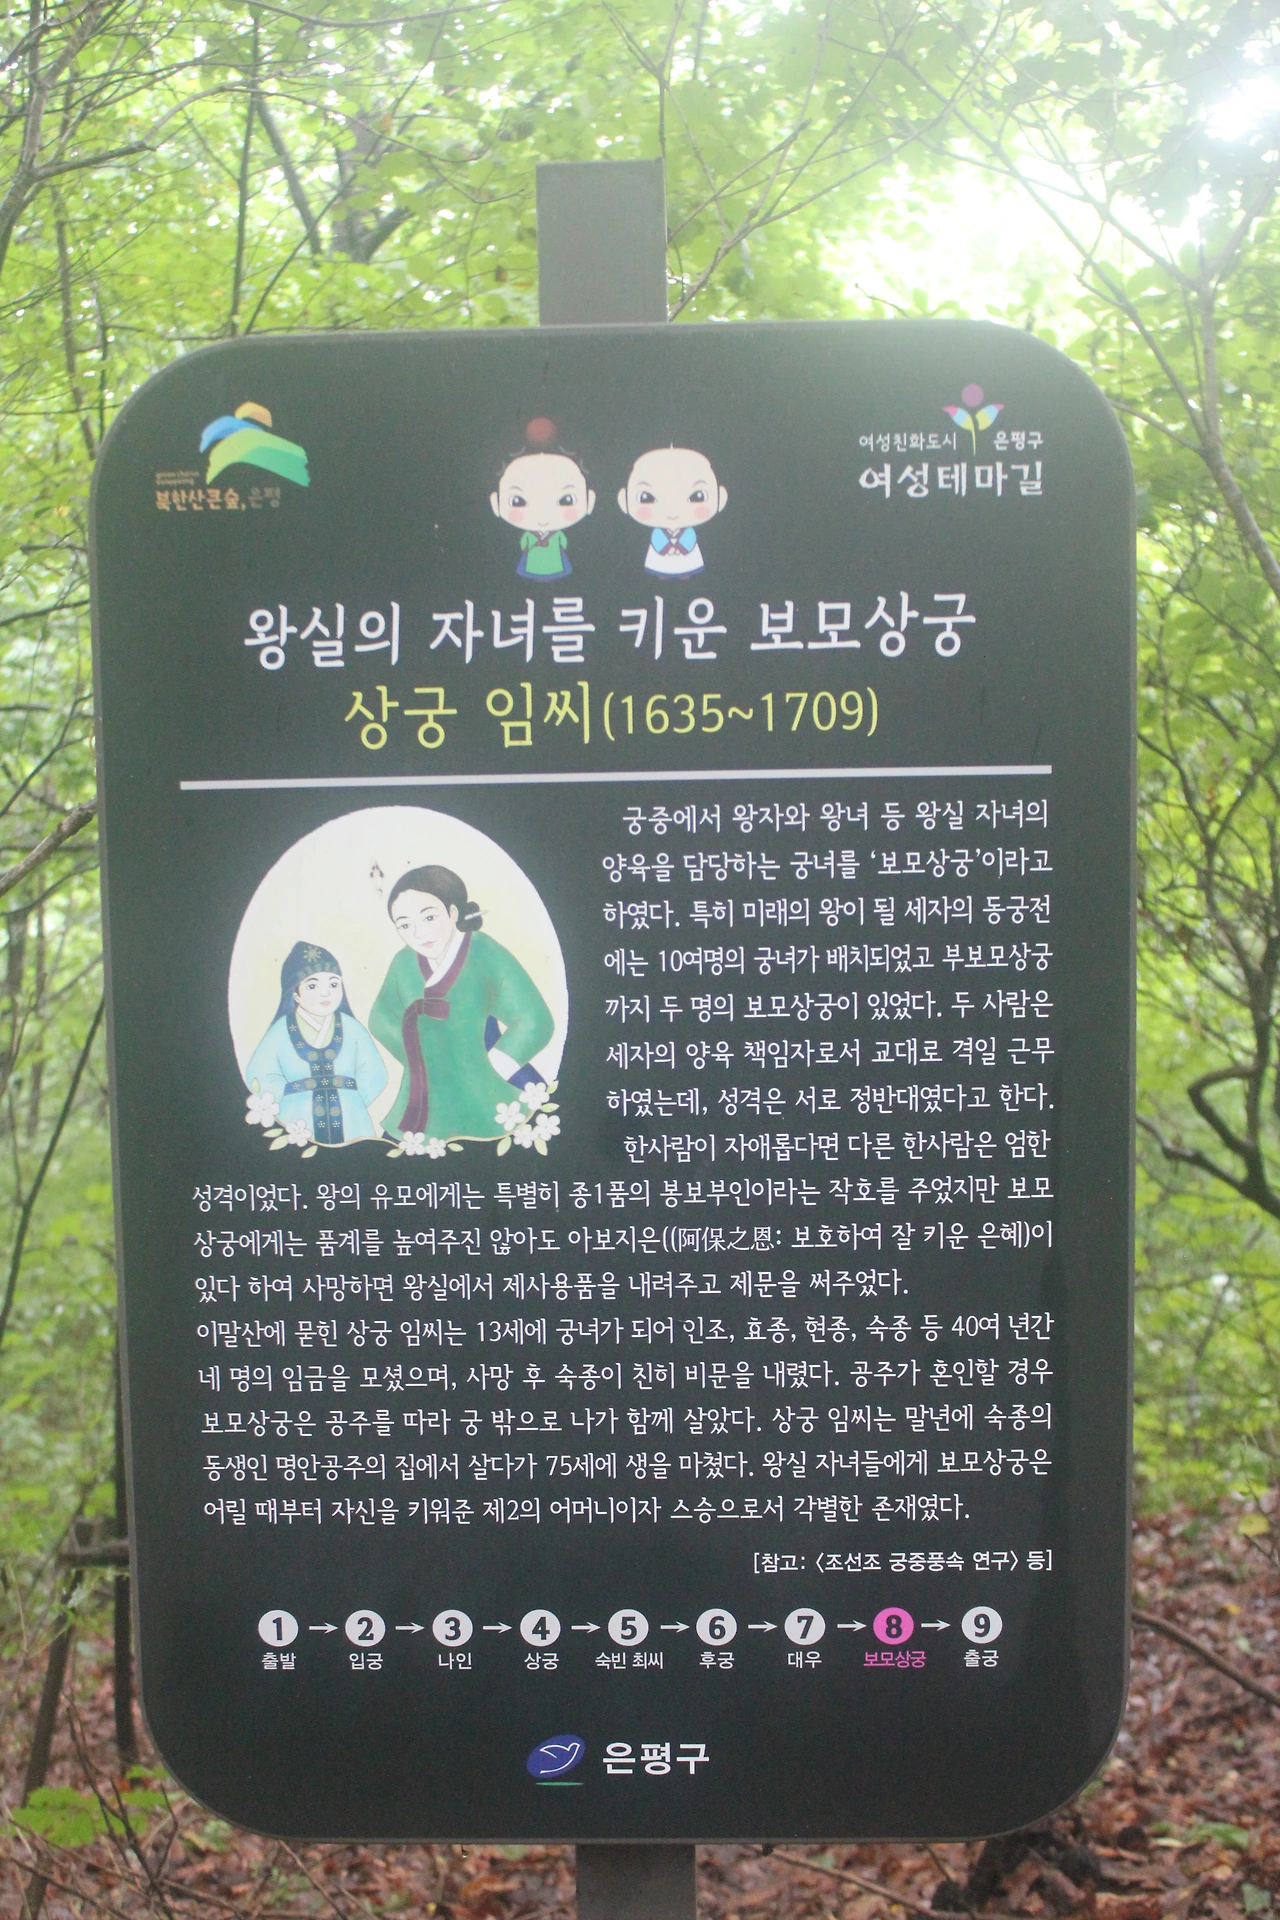 북한산큰숲, 은평
여성친화도시 은평구
여성테마길
왕실의 자녀를 키운 보모상궁
상궁 임씨(1635~1709)
궁중에서 왕자와 왕녀 등 왕실 자녀의
양육을 담당하는 궁녀를 ‘보모상궁’이라고
하였다. 특히 미래의 왕이 될 세자의 동궁전
에는 10여명의 궁녀가 배치되었고 부보모상궁
까지 두 명의 보모상궁이 있었다. 두 사람은
세자의 양육 책임자로서 교대로 격일 근무
하였는데, 성격은 서로 정반대였다고 한다.
한사람이 자애롭다면 다른 한사람은 엄한
성격이었다. 왕의 유모에게는 특별히 종1품의 봉보부인이라는 작호를 주었지만 보모
상궁에게는 품계를 높여주진 않아도 아보지은((阿保之恩: 보호하여 잘 키운 은혜)이
있다 하여 사망하면 왕실에서 제사용품을 내려주고 제문을 써주었다.
이말산에 묻힌 상궁 임씨는 13세에 궁녀가 되어 인조, 효종, 현종, 숙종 등 40여 년간
네 명의 임금을 모셨으며, 사망 후 숙종이 친히 비문을 내렸다. 공주가 혼인할 경우
보모상궁은 공주를 따라 궁 밖으로 나가 함께 살았다. 상궁 임씨는 말년에 숙종의
동생인 명안공주의 집에서 살다가 75세에 생을 마쳤다. 왕실 자녀들에게 보모상궁은
어릴 때부터 자신을 키워준 제2의 어머니이자 스승으로서 각별한 존재였다.
[참고: 〈조선조 궁중풍속 연구〉 등]
1 → 2 → 3 → 4 → 5 → 6 → 7 → 8 → 9
출발 입궁 나인 상궁 숙빈 최씨 후궁 대우 보모상궁 출궁
은평구